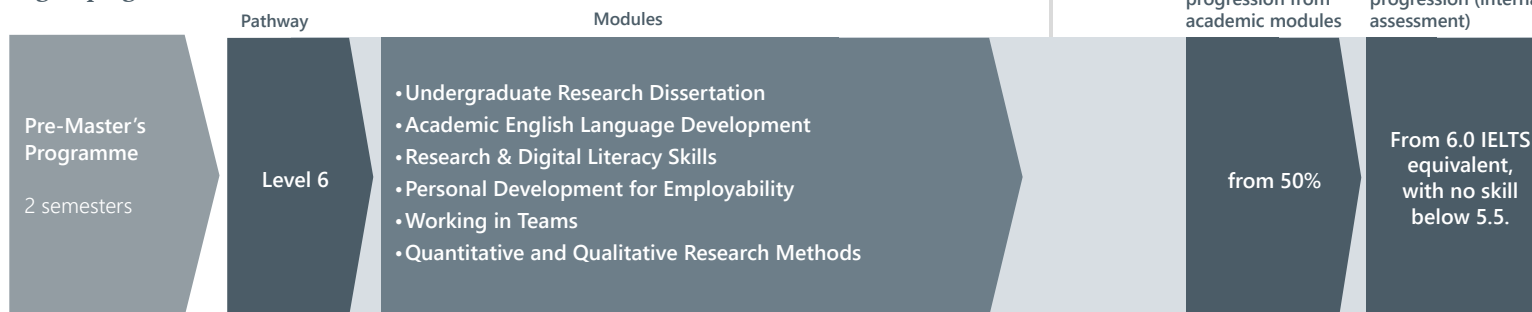 Pathway
Modules
progression from
academic modules
assessment)
Pre-Master's
Programme
2 semesters
Level 6
•Undergraduate Research Dissertation
•Academic English Language Development
•Research & Digital Literacy Skills
•Personal Development for Employability
•Working in Teams
•Quantitative and Qualitative Research Methods
from 50%
From 6.0 IELTS
equivalent,
with no skill
below 5.5.